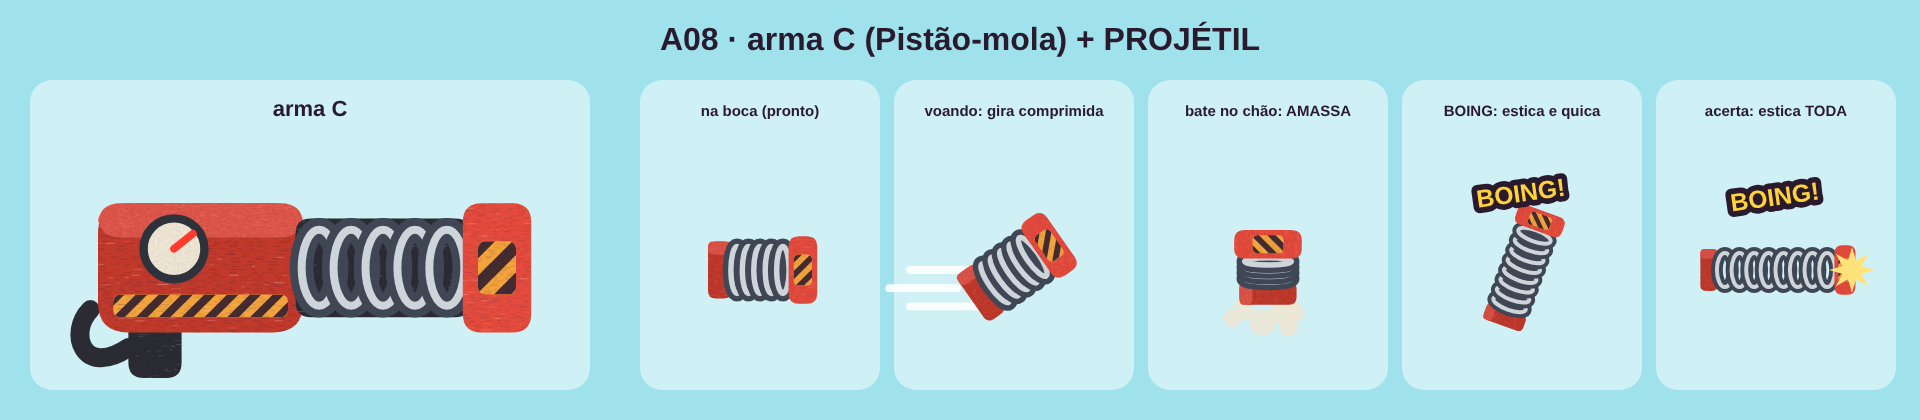 A08 · arma C (Pistão-mola) + PROJÉTIL
arma C
na boca (pronto)
voando: gira comprimida
bate no chão: AMASSA
BOING: estica e quica
acerta: estica TODA
BOING!
BOING!